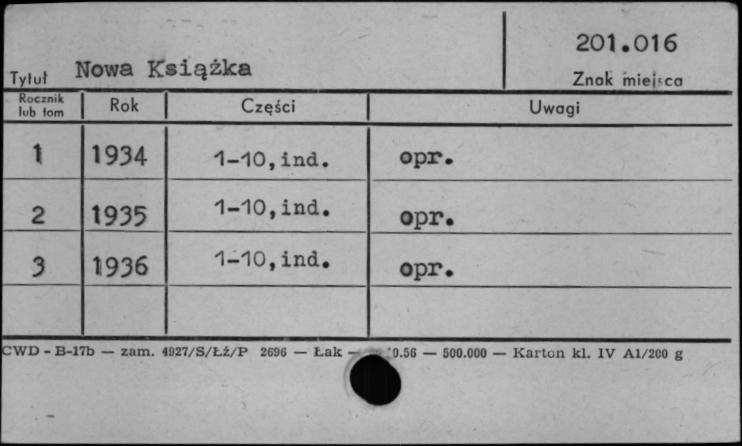 201.016
Tytuł Nowa Książka Znak miejsca
Rocznik lub tom Rok Części Uwagi
1 1934 1-10,ind. opr.
2 1935 1-10,ind. opr.
3 1936 1-10,ind. opr.
CWD - B-17b — zam. 4927/S/Łź/P 2696 — Łak — 0.56 — 500.000 — Karton kl. IV A1/200 g